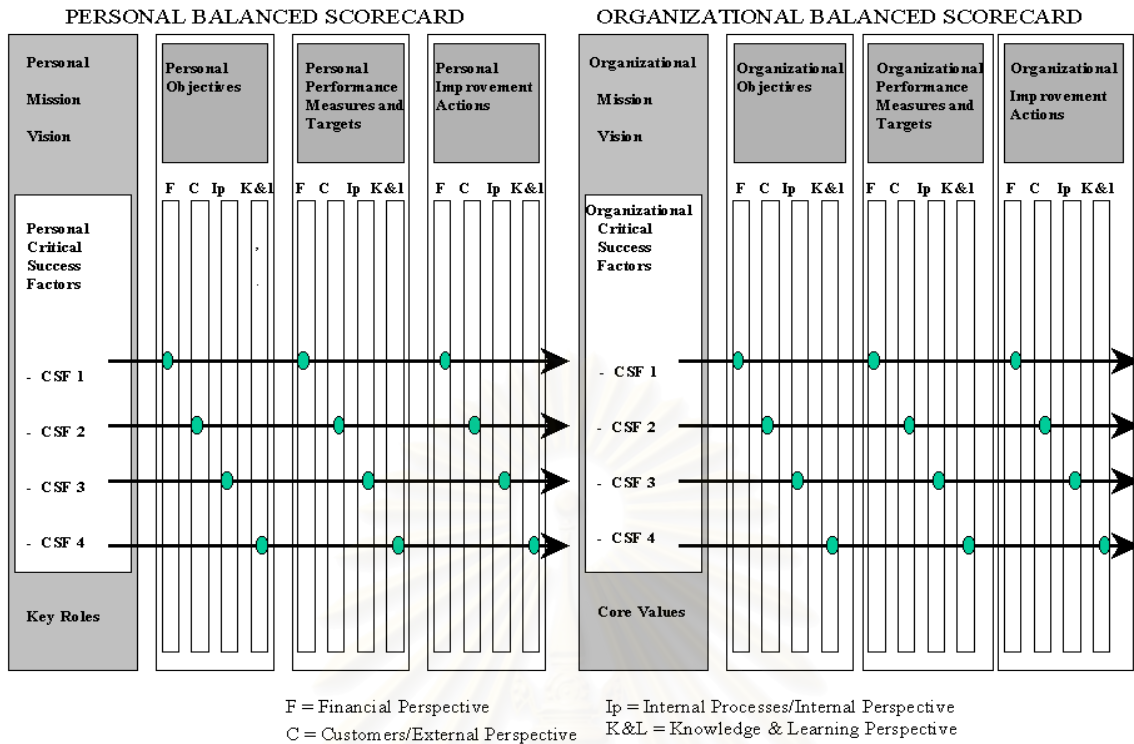 PERSONAL BALANCED SCORECARD
Personal
Mission
Vision
Personal
Objectives
Personal
Performance
Measures and
Targets
Personal
Improvement
Actions
F C Ip K&l F C Ip K&l F C Ip K&l
Personal
Critical
Success
Factors
- CSF 1
- CSF 2
- CSF 3
- CSF 4
Key Roles
ORGANIZATIONAL BALANCED SCORECARD
Organizational
Mission
Vision
Organizational
Objectives
Organizational
Performance
Measures and
Targets
Organizational
Improvement
Actions
F C Ip K&l F C Ip K&l F C Ip K&l
Organizational
Critical
Success
Factors
- CSF 1
- CSF 2
- CSF 3
- CSF 4
Core Values
F = Financial Perspective
C = Customers/External Perspective
Ip = Internal Processes/Internal Perspective
K&L = Knowledge & Learning Perspective